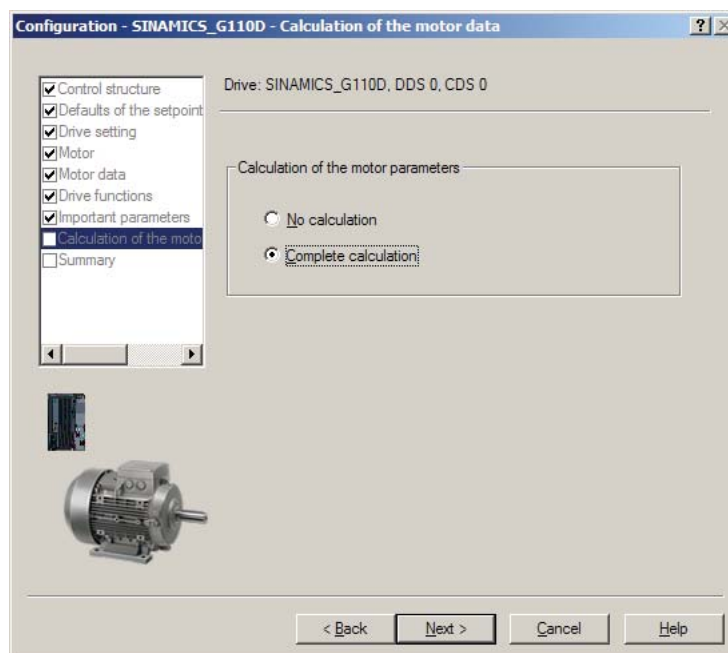 Configuration - SINAMICS_G110D - Calculation of the motor data
Control structure
Defaults of the setpoint
Drive setting
Motor
Motor data
Drive functions
Important parameters
Calculation of the moto
Summary
Drive: SINAMICS_G110D, DDS 0, CDS 0
Calculation of the motor parameters
No calculation
Complete calculation
< Back
Next >
Cancel
Help